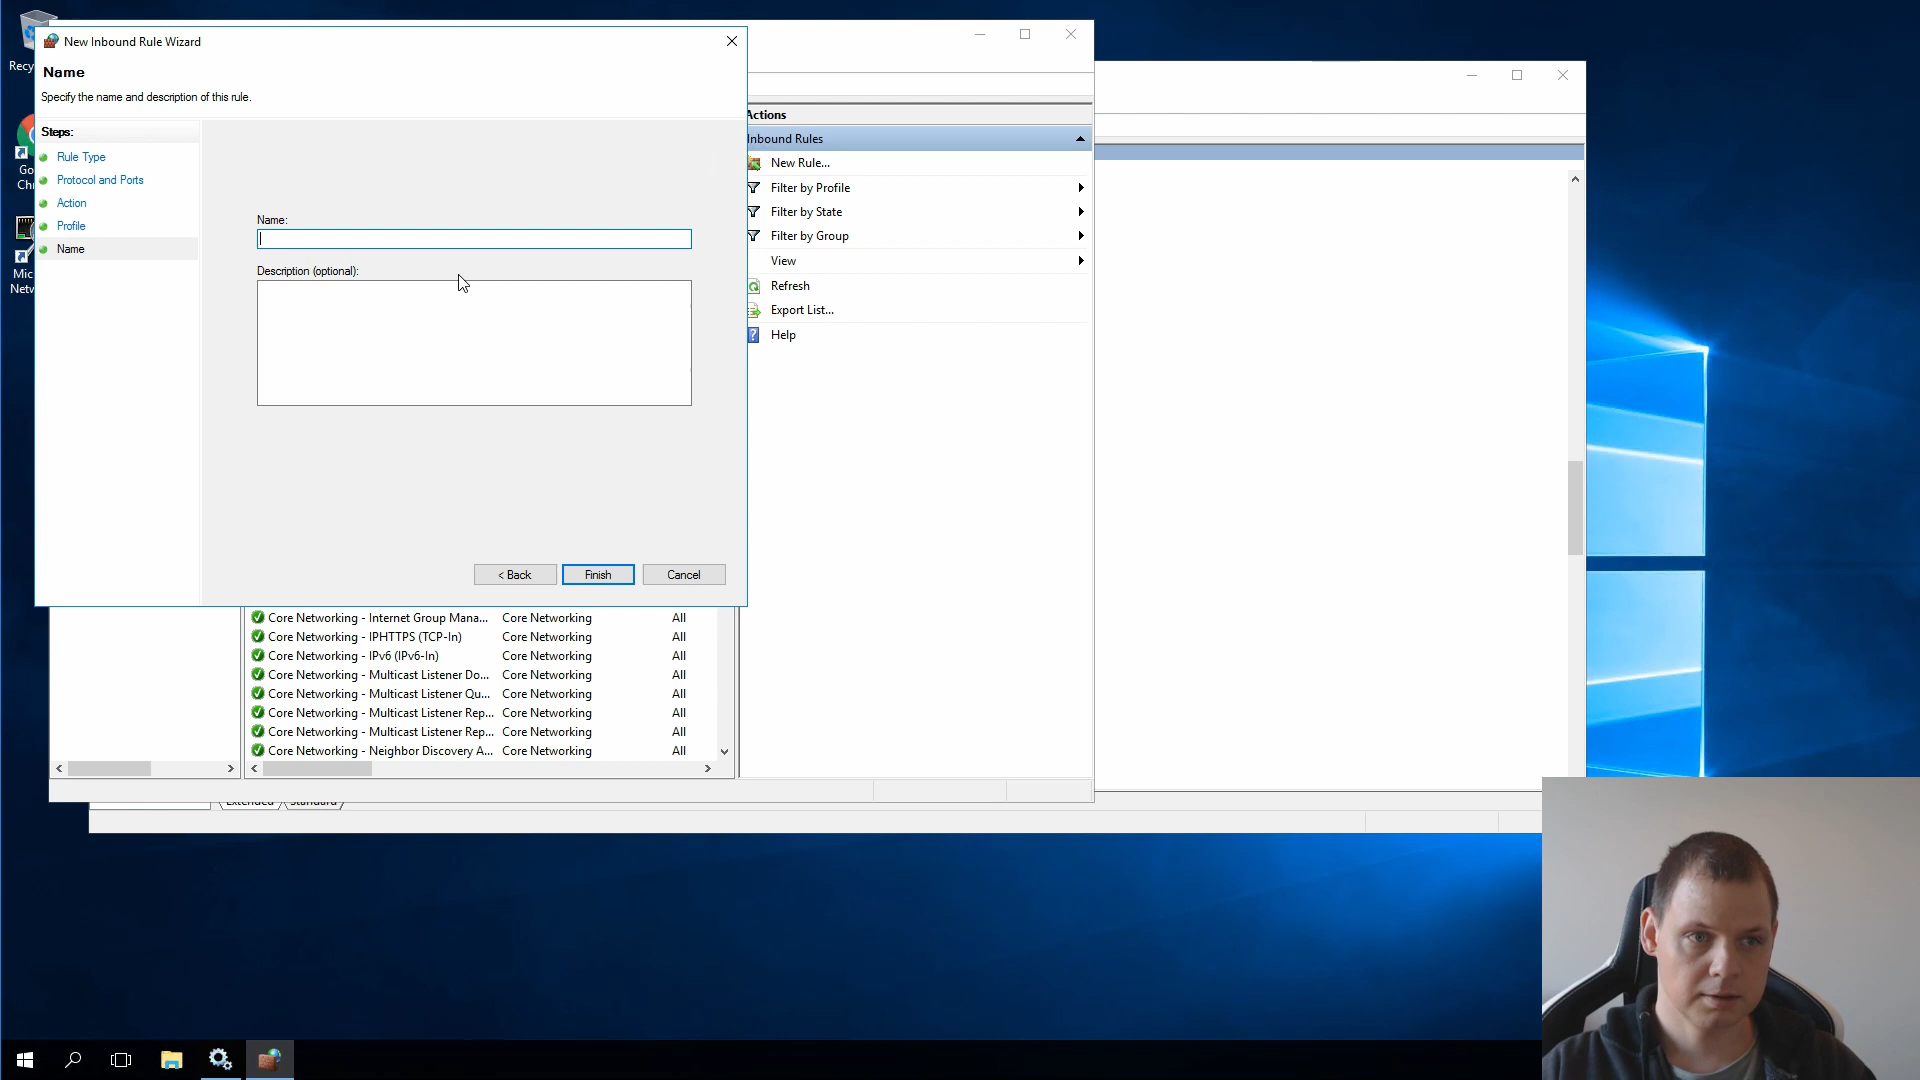 New Inbound Rule Wizard
Name
Specify the name and description of this rule.
Steps:
Rule Type
Protocol and Ports
Action
Profile
Name
Name:
Description (optional):
< Back
Finish
Cancel
Actions
Inbound Rules
New Rule...
Filter by Profile
Filter by State
Filter by Group
View
Refresh
Export List...
Help
Core Networking - Internet Group Mana... Core Networking All
Core Networking - IPHTTPS (TCP-In) Core Networking All
Core Networking - IPv6 (IPv6-In) Core Networking All
Core Networking - Multicast Listener Do... Core Networking All
Core Networking - Multicast Listener Qu... Core Networking All
Core Networking - Multicast Listener Rep... Core Networking All
Core Networking - Multicast Listener Rep... Core Networking All
Core Networking - Neighbor Discovery A... Core Networking All
Extended
Standard
Recy
Go
Ch
Mic
Netw